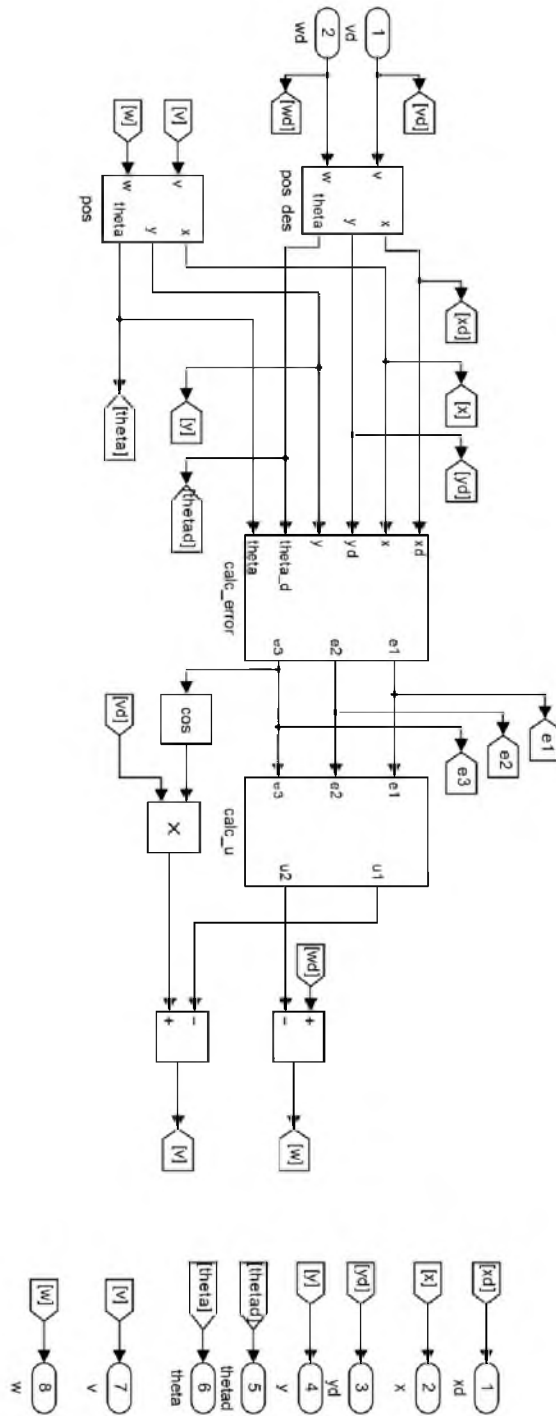 1
vd
[vd]
2
wd
[wd]
v
w
x
y
theta
pos des
[v]
[w]
v
w
x
y
theta
pos
[xd]
[x]
[yd]
[y]
[thetad]
[theta]
xd
x
yd
y
theta_d
theta
e1
e2
e3
calc_error
e1
e2
e3
e1
e2
e3
u1
u2
calc_u
cos
[vd]
×
[wd]
+
−
[w]
−
+
[v]
[xd]
1
xd
[x]
2
x
[yd]
3
yd
[y]
4
y
[thetad]
5
thetad
[theta]
6
theta
[v]
7
v
[w]
8
w